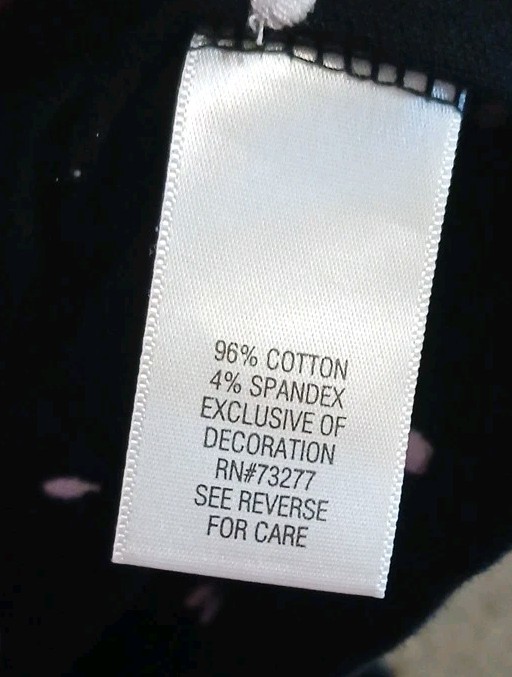 96% COTTON
4% SPANDEX
EXCLUSIVE OF
DECORATION
RN#73277
SEE REVERSE
FOR CARE